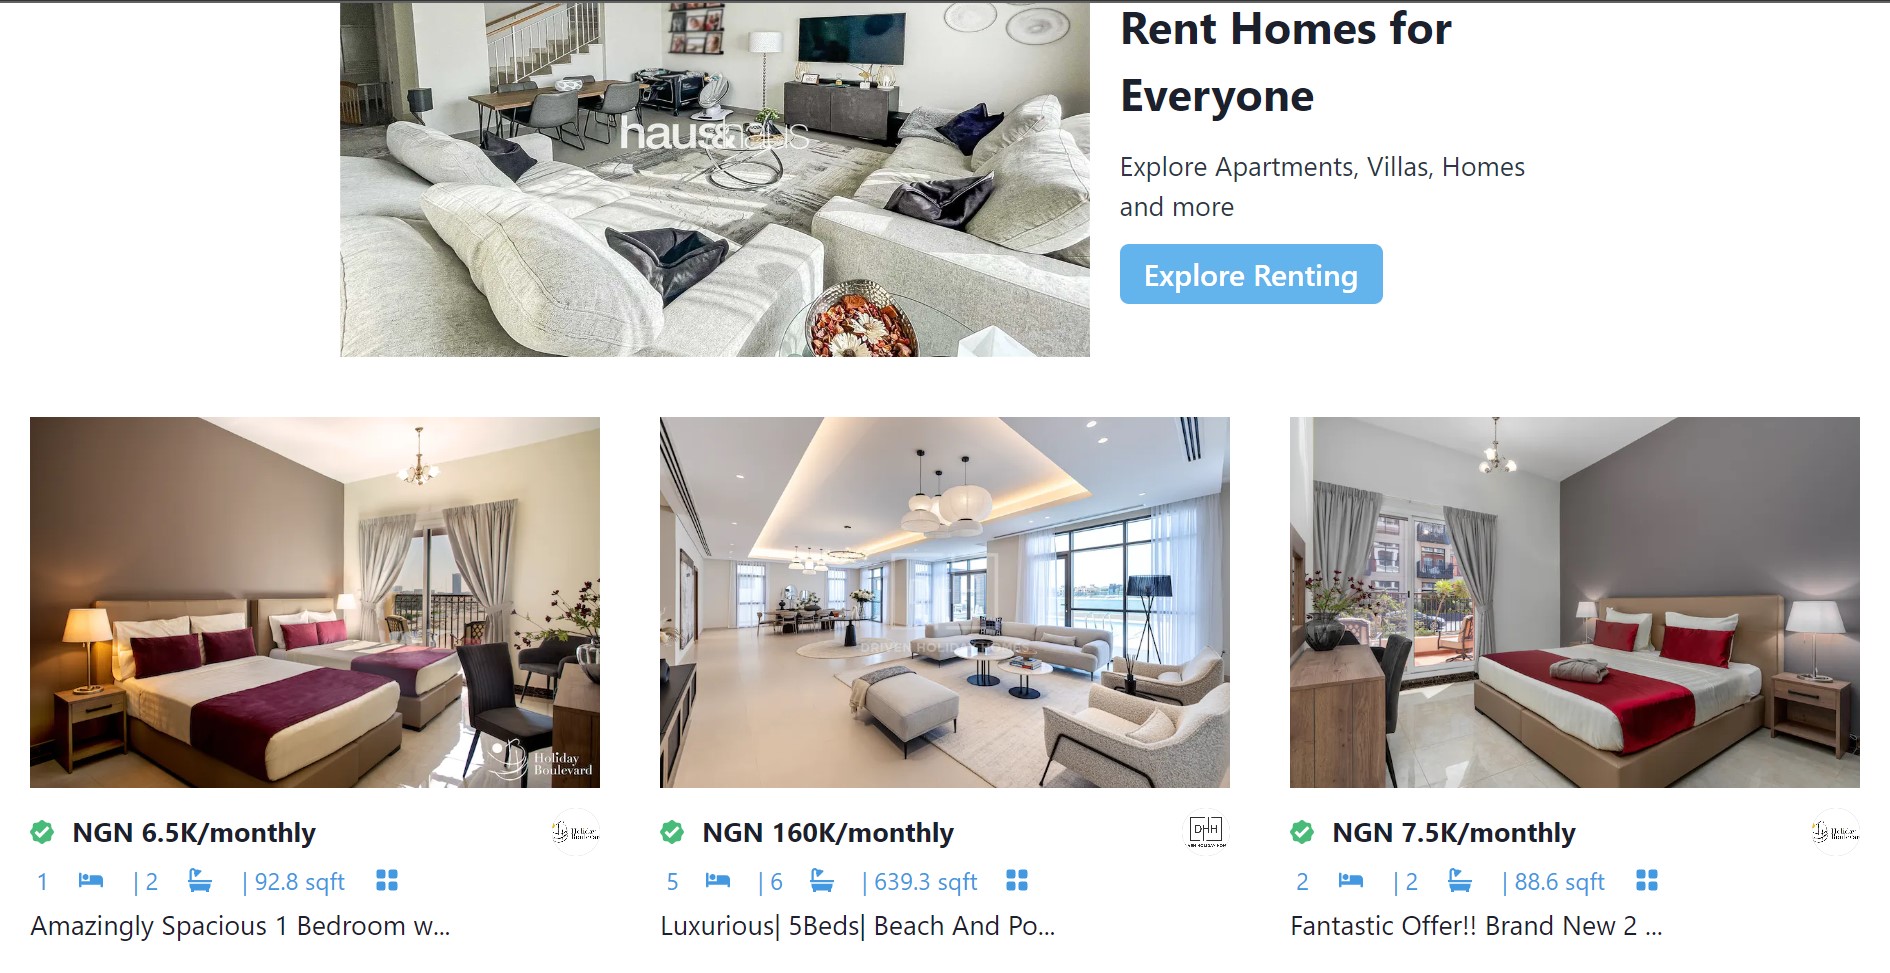 Rent Homes for
Everyone
haus&haus
Explore Apartments, Villas, Homes
and more
Explore Renting
Holiday
Boulevard
DRIVEN HOLIDAY HOMES
NGN 6.5K/monthly
1 | 2 | 92.8 sqft
Amazingly Spacious 1 Bedroom w...
NGN 160K/monthly
DHH
5 | 6 | 639.3 sqft
Luxurious| 5Beds| Beach And Po...
NGN 7.5K/monthly
2 | 2 | 88.6 sqft
Fantastic Offer!! Brand New 2 ...